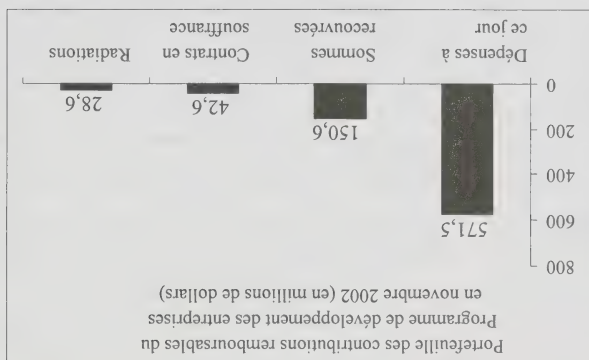 Portefeuille des contributions remboursables du
Programme de développement des entreprises
en novembre 2002 (en millions de dollars)
800
600
400
200
0
571,5
150,6
42,6
28,6
Dépenses à
ce jour
Sommes
recouvrées
Contrats en
souffrance
Radiations